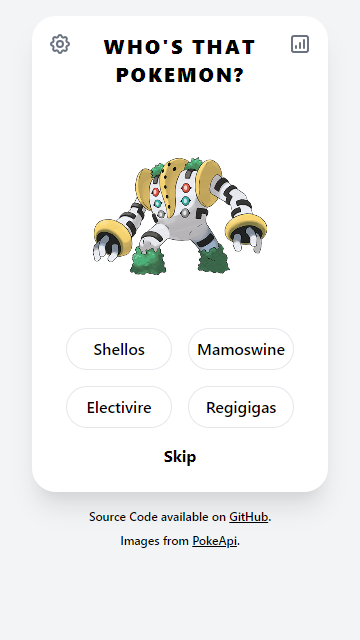 WHO'S THAT
POKEMON?
Shellos
Mamoswine
Electivire
Regigigas
Skip
Source Code available on GitHub.
Images from PokeApi.